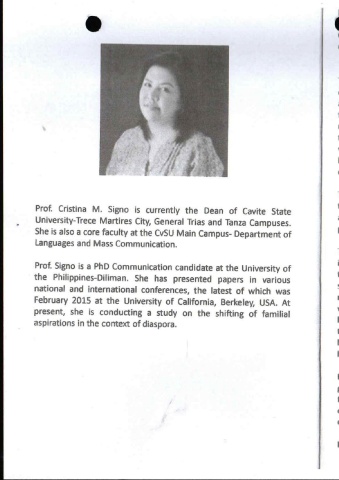 Prof. Cristina M. Signo is currently the Dean of Cavite State
University-Trece Martires City, General Trias and Tanza Campuses.
She is also a core faculty at the CvSU Main Campus- Department of
Languages and Mass Communication.
Prof. Signo is a PhD Communication candidate at the University of
the Philippines-Diliman. She has presented papers in various
national and international conferences, the latest of which was
February 2015 at the University of California, Berkeley, USA. At
present, she is conducting a study on the shifting of familial
aspirations in the context of diaspora.